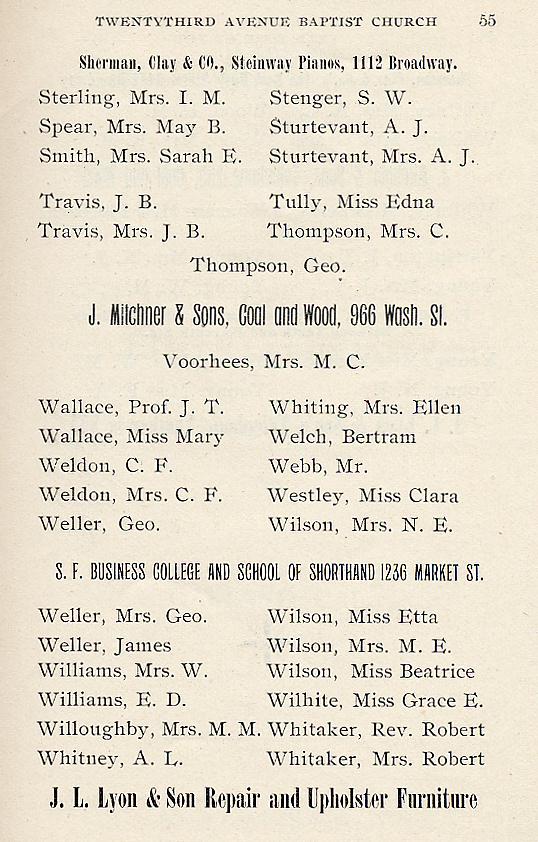 TWENTYTHIRD AVENUE BAPTIST CHURCH 55
Sherman, Clay & CO., Steinway Pianos, 1112 Broadway.
Sterling, Mrs. I. M. Stenger, S. W.
Spear, Mrs. May B. Sturtevant, A. J.
Smith, Mrs. Sarah E. Sturtevant, Mrs. A. J.
Travis, J. B. Tully, Miss Edna
Travis, Mrs. J. B. Thompson, Mrs. C.
Thompson, Geo.
J. Mitchner & Sons, Coal and Wood, 966 Wash. St.
Voorhees, Mrs. M. C.
Wallace, Prof. J. T. Whiting, Mrs. Ellen
Wallace, Miss Mary Welch, Bertram
Weldon, C. F. Webb, Mr.
Weldon, Mrs. C. F. Westley, Miss Clara
Weller, Geo. Wilson, Mrs. N. E.
S. F. BUSINESS COLLEGE AND SCHOOL OF SHORTHAND 1236 MARKET ST.
Weller, Mrs. Geo. Wilson, Miss Etta
Weller, James Wilson, Mrs. M. E.
Williams, Mrs. W. Wilson, Miss Beatrice
Williams, E. D. Wilhite, Miss Grace E.
Willoughby, Mrs. M. M. Whitaker, Rev. Robert
Whitney, A. L. Whitaker, Mrs. Robert
J. L. Lyon & Son Repair and Upholster Furniture